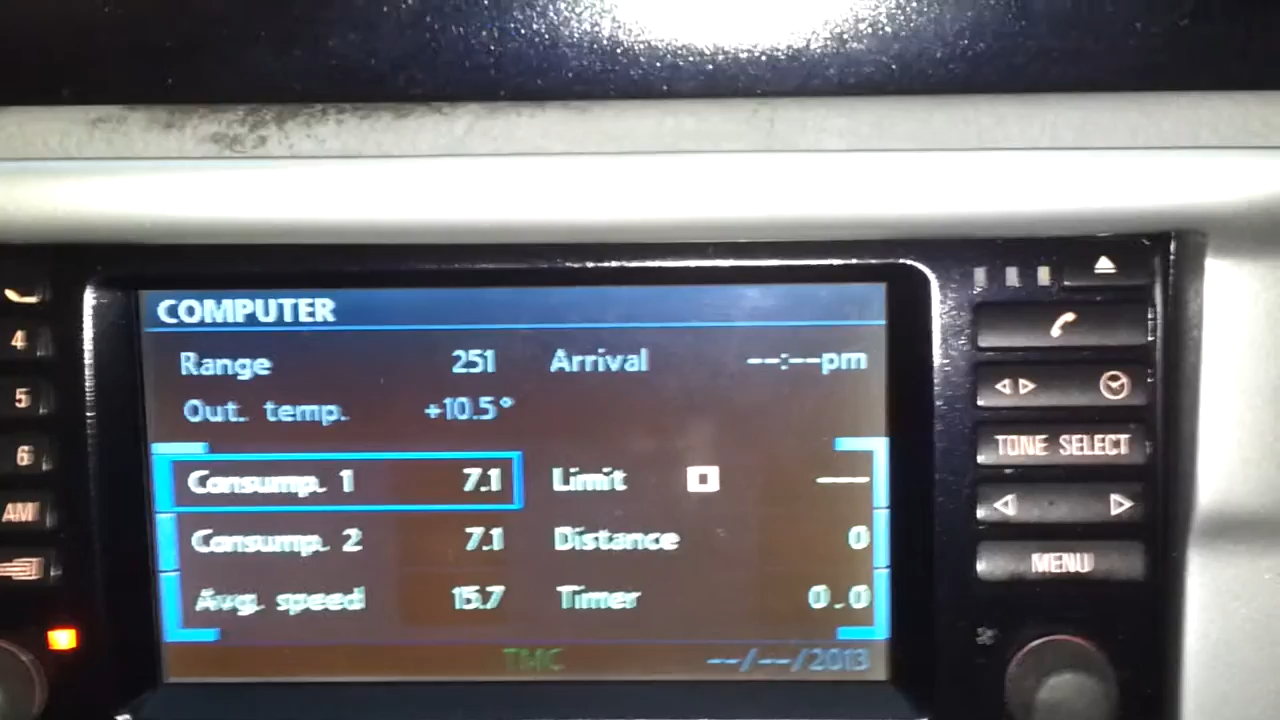 COMPUTER
Range 251 Arrival --:--pm
Out. temp. +10.5°
Consump. 1 7.1 Limit ---
Consump. 2 7.1 Distance 0
Avg. speed 15.7 Timer 0.0
TMC --/--/2013
4
5
6
AM
TONE SELECT
MENU